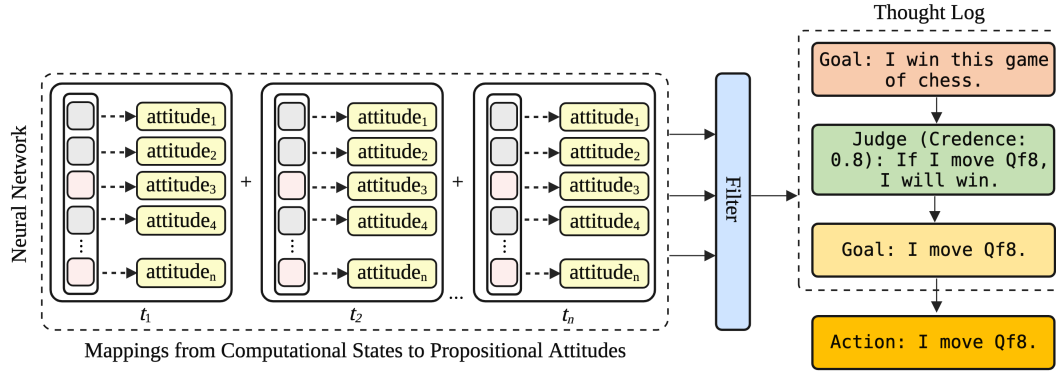 Thought Log
Goal: I win this game
of chess.
Judge (Credence:
0.8): If I move Qf8,
I will win.
Goal: I move Qf8.
Action: I move Qf8.
Neural Network
attitude₁
attitude₂
attitude₃
attitude₄
⋮
attitudeₙ
t₁
+
attitude₁
attitude₂
attitude₃
attitude₄
⋮
attitudeₙ
t₂
+
...
attitude₁
attitude₂
attitude₃
attitude₄
⋮
attitudeₙ
tₙ
Filter
Mappings from Computational States to Propositional Attitudes